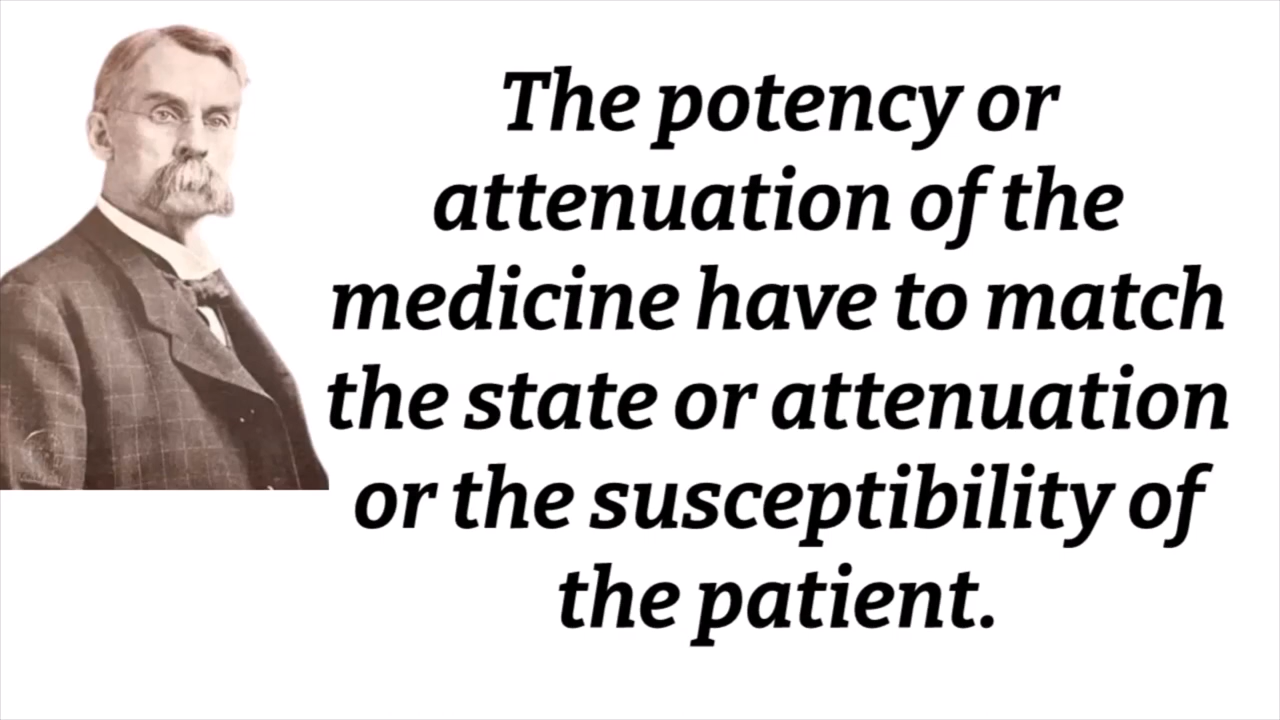 The potency or
attenuation of the
medicine have to match
the state or attenuation
or the susceptibility of
the patient.